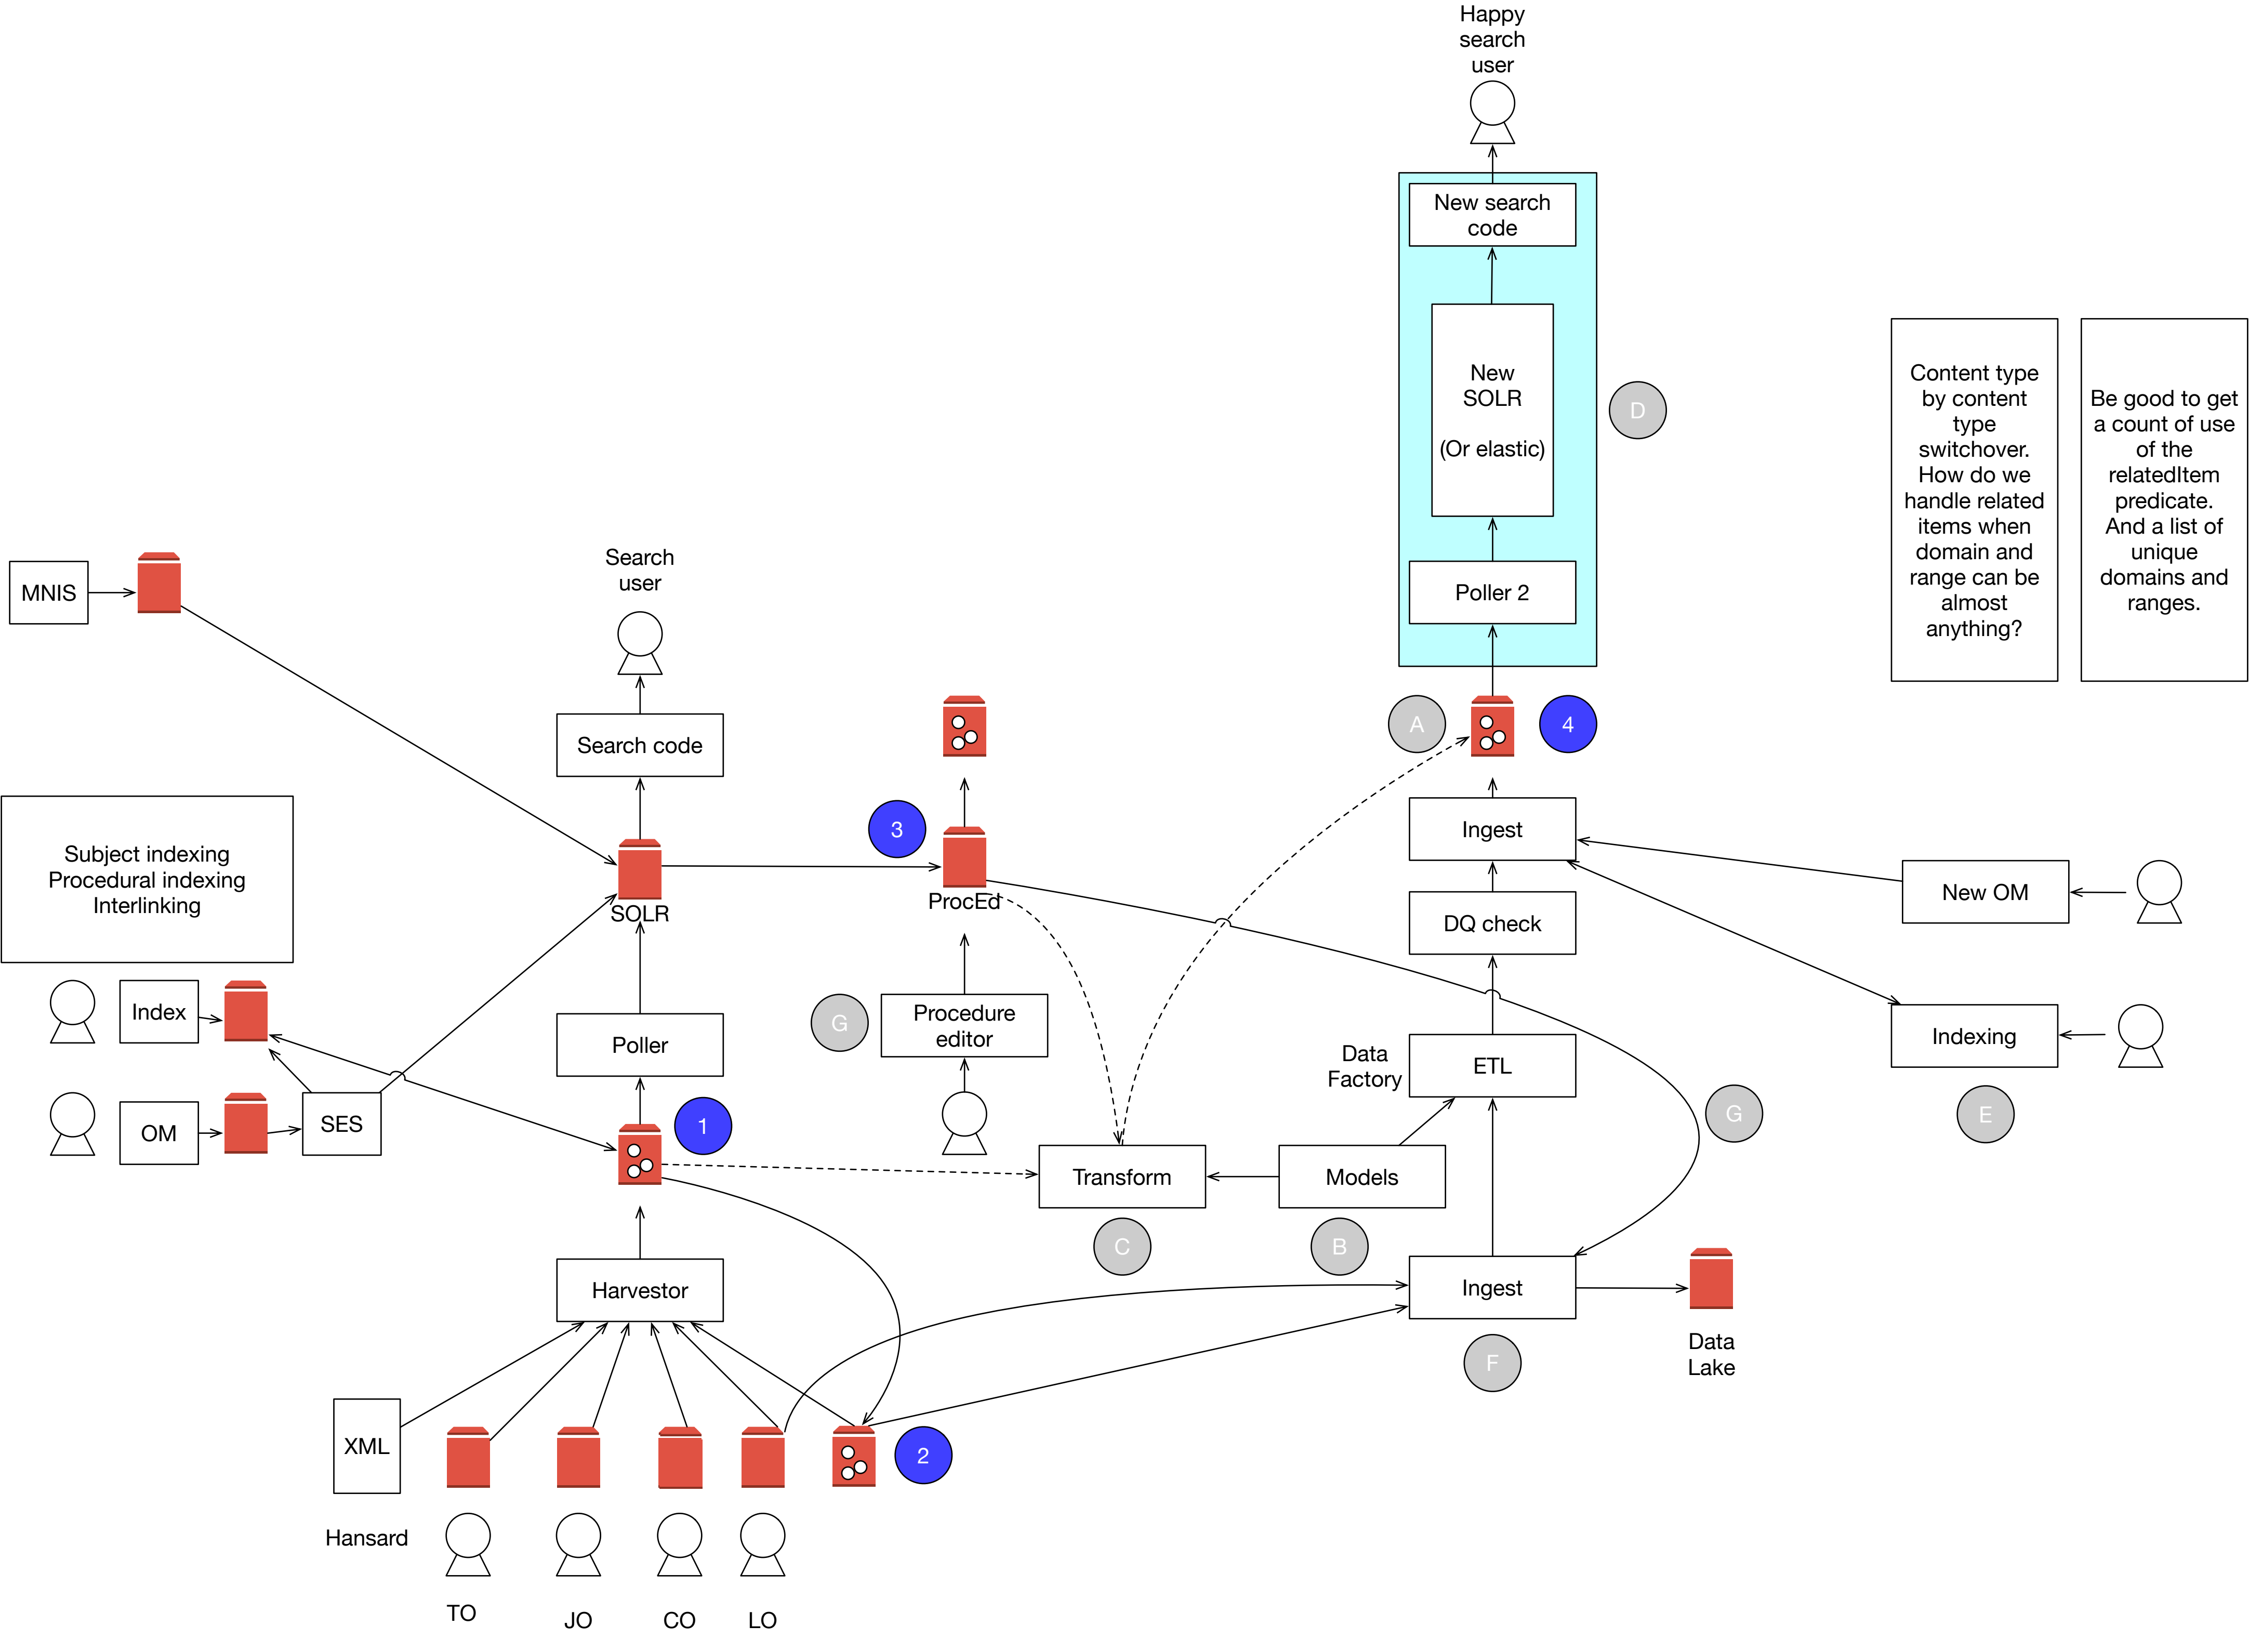 Happy
search
user
New search
code
New
SOLR
(Or elastic)
D
Poller 2
Content type
by content
type
switchover.
How do we
handle related
items when
domain and
range can be
almost
anything?
Be good to get
a count of use
of the
relatedItem
predicate.
And a list of
unique
domains and
ranges.
MNIS
Search
user
Search code
A
4
Subject indexing
Procedural indexing
Interlinking
SOLR
3
ProcEd
Ingest
DQ check
New OM
Index
Poller
G
Procedure
editor
Data
Factory
ETL
Indexing
OM
SES
1
G
E
Transform
Models
C
B
Harvestor
Ingest
F
Data
Lake
XML
2
Hansard
TO
JO
CO
LO